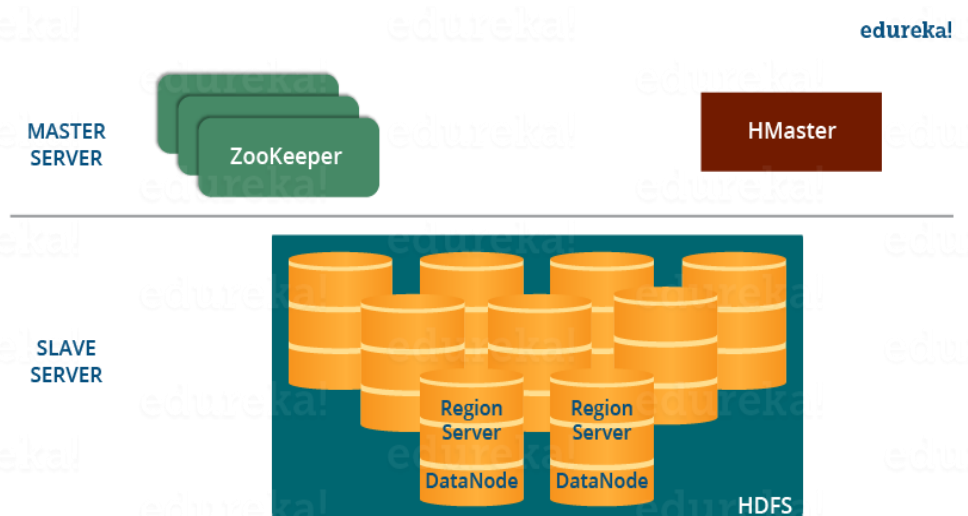 edureka!
MASTER
SERVER
ZooKeeper
HMaster
SLAVE
SERVER
Region
Server
DataNode
Region
Server
DataNode
HDFS